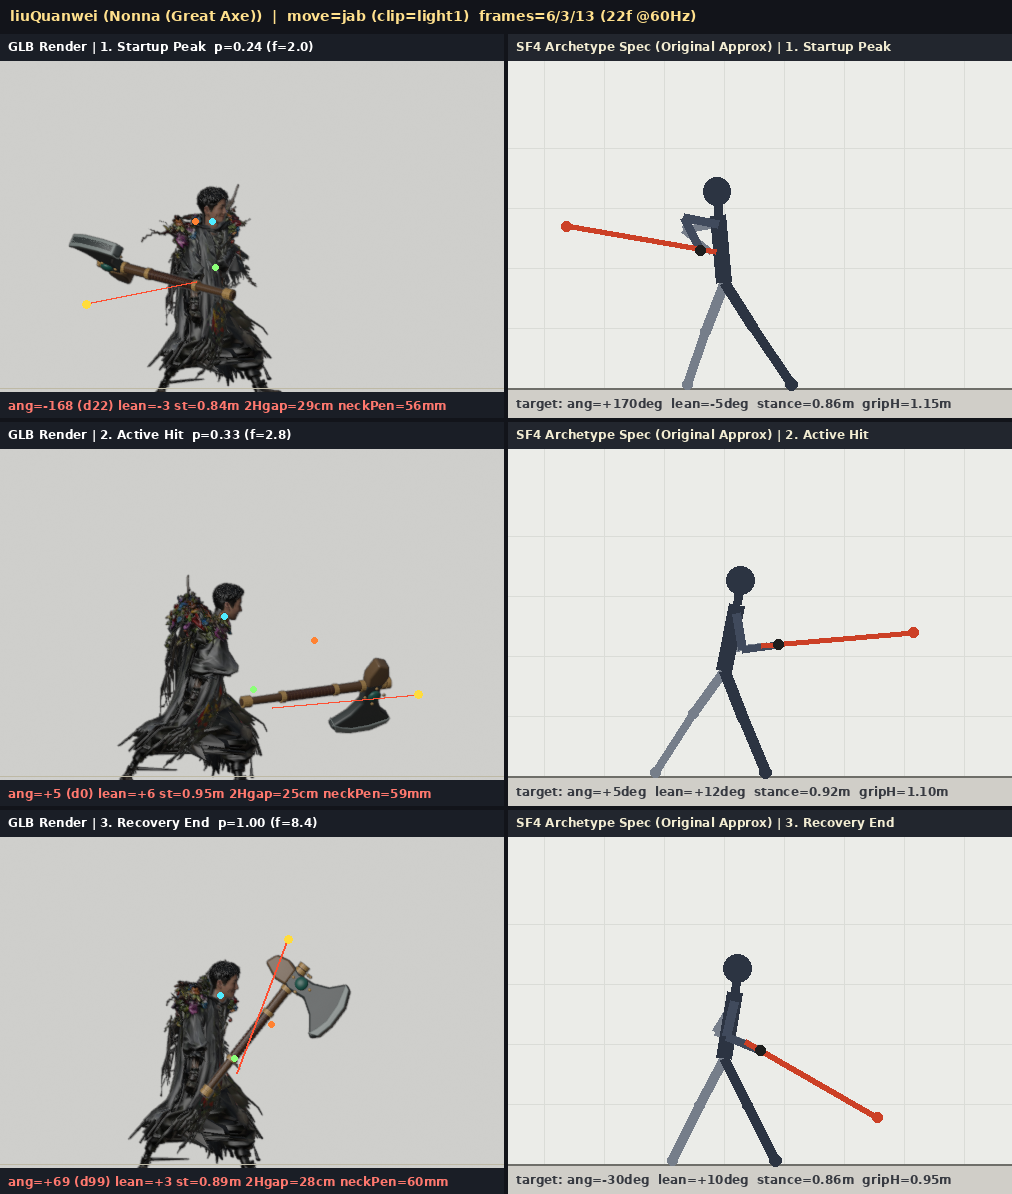 liuQuanwei (Nonna (Great Axe)) | move=jab (clip=light1) frames=6/3/13 (22f @60Hz)
GLB Render | 1. Startup Peak p=0.24 (f=2.0)
SF4 Archetype Spec (Original Approx) | 1. Startup Peak
ang=-168 (d22) lean=-3 st=0.84m 2Hgap=29cm neckPen=56mm
target: ang=+170deg lean=-5deg stance=0.86m gripH=1.15m
GLB Render | 2. Active Hit p=0.33 (f=2.8)
SF4 Archetype Spec (Original Approx) | 2. Active Hit
ang=+5 (d0) lean=+6 st=0.95m 2Hgap=25cm neckPen=59mm
target: ang=+5deg lean=+12deg stance=0.92m gripH=1.10m
GLB Render | 3. Recovery End p=1.00 (f=8.4)
SF4 Archetype Spec (Original Approx) | 3. Recovery End
ang=+69 (d99) lean=+3 st=0.89m 2Hgap=28cm neckPen=60mm
target: ang=-30deg lean=+10deg stance=0.86m gripH=0.95m